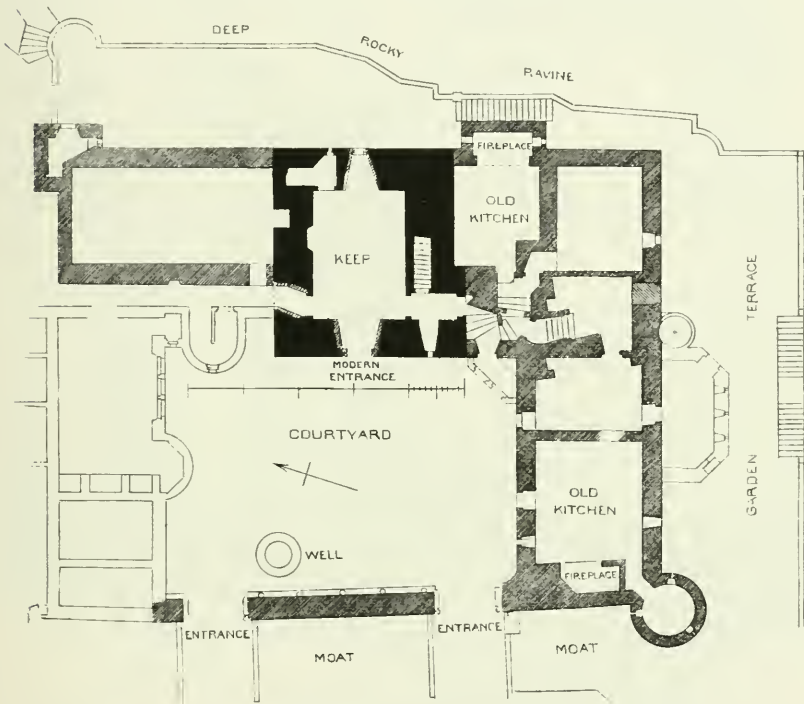 DEEP
ROCKY
RAVINE
FIREPLACE
OLD
KITCHEN
KEEP
TERRACE
MODERN
ENTRANCE
COURTYARD
OLD
KITCHEN
GARDEN
WELL
FIREPLACE
ENTRANCE
ENTRANCE
MOAT
MOAT